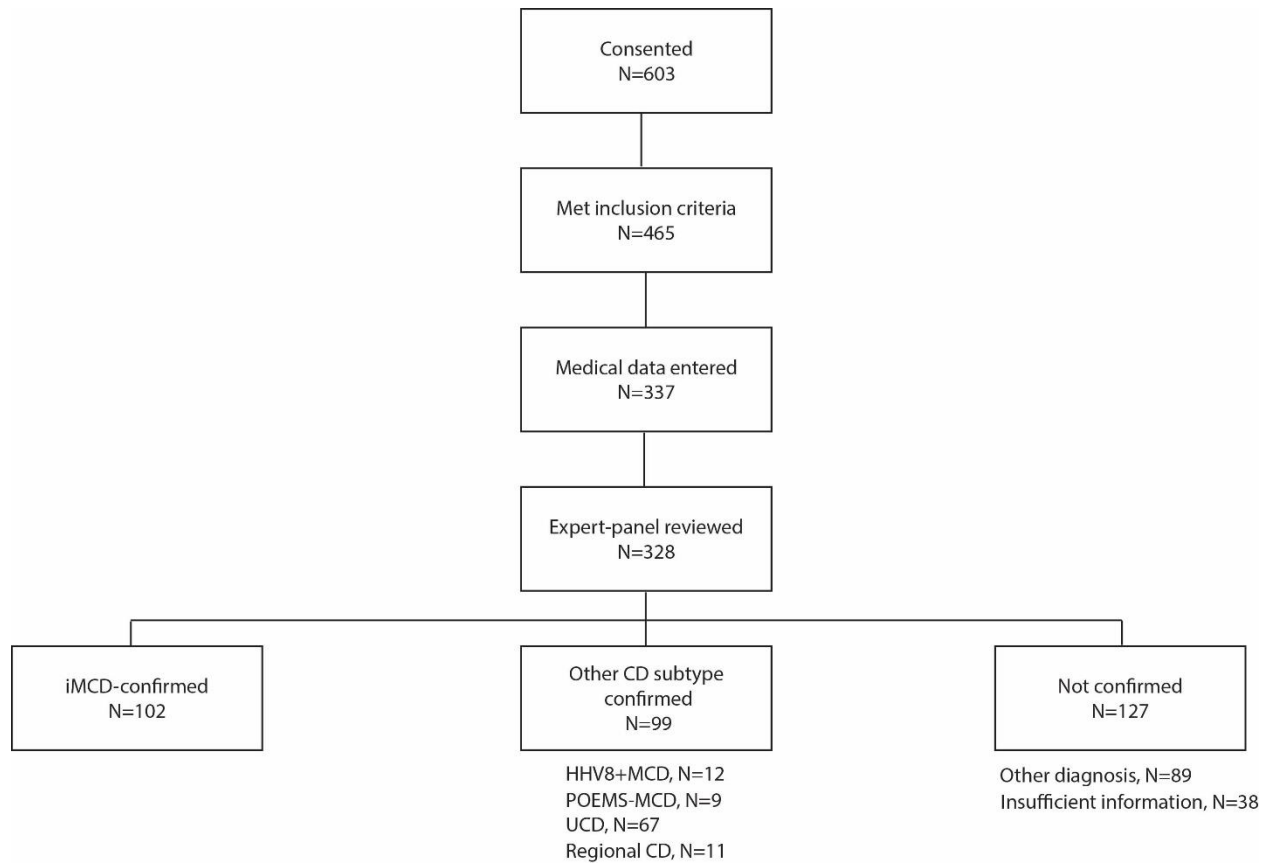 Consented
N=603
Met inclusion criteria
N=465
Medical data entered
N=337
Expert-panel reviewed
N=328
iMCD-confirmed
N=102
Other CD subtype
confirmed
N=99
HHV8+MCD, N=12
POEMS-MCD, N=9
UCD, N=67
Regional CD, N=11
Not confirmed
N=127
Other diagnosis, N=89
Insufficient information, N=38